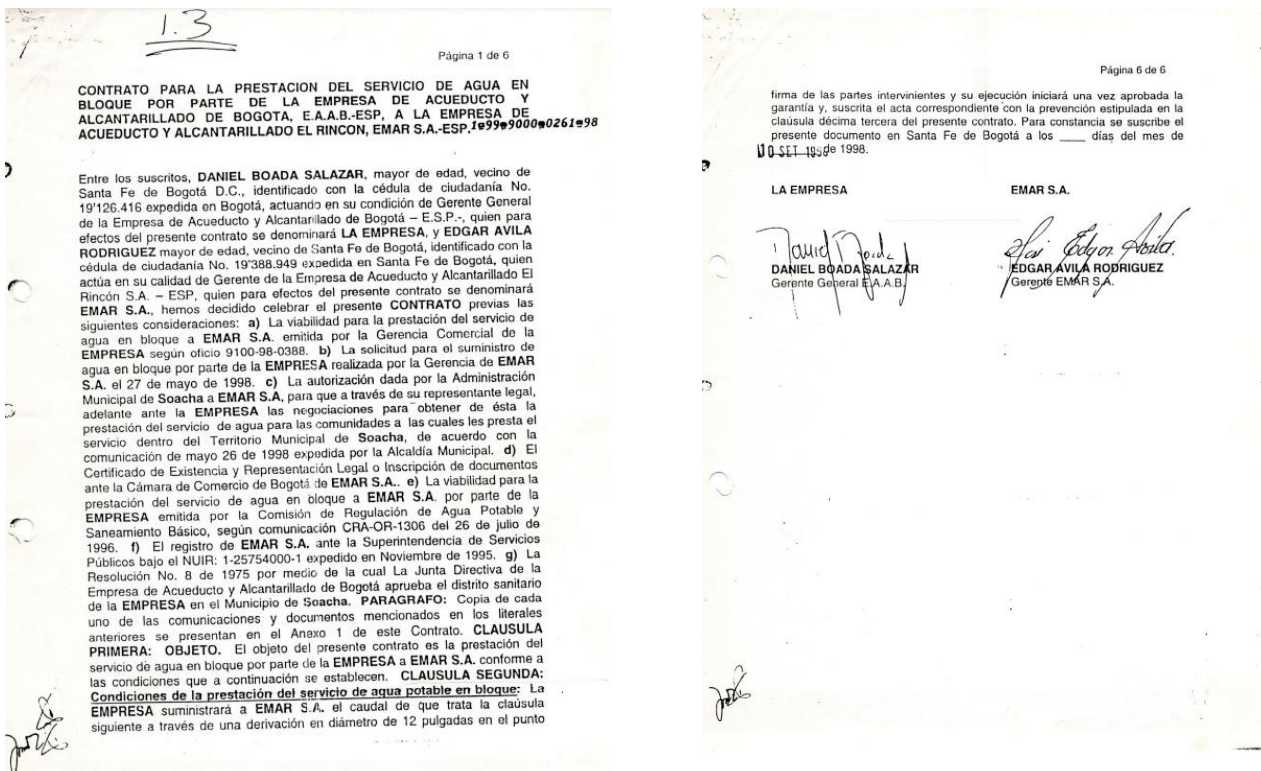 1.3
Página 1 de 6
CONTRATO PARA LA PRESTACION DEL SERVICIO DE AGUA EN
BLOQUE POR PARTE DE LA EMPRESA DE ACUEDUCTO Y
ALCANTARILLADO DE BOGOTA, E.A.A.B.-ESP, A LA EMPRESA DE
ACUEDUCTO Y ALCANTARILLADO EL RINCON, EMAR S.A.-ESP.
Entre los suscritos, DANIEL BOADA SALAZAR, mayor de edad, vecino de
Santa Fe de Bogotá D.C., identificado con la cédula de ciudadanía No.
19'126.416 expedida en Bogotá, actuando en su condición de Gerente General
de la Empresa de Acueducto y Alcantarillado de Bogotá – E.S.P.-, quien para
efectos del presente contrato se denominará LA EMPRESA, y EDGAR AVILA
RODRIGUEZ mayor de edad, vecino de Santa Fe de Bogotá, identificado con la
cédula de ciudadanía No. 19'388.949 expedida en Santa Fe de Bogotá, quien
actúa en su calidad de Gerente de la Empresa de Acueducto y Alcantarillado El
Rincón S.A. – ESP, quien para efectos del presente contrato se denominará
EMAR S.A., hemos decidido celebrar el presente CONTRATO previas las
siguientes consideraciones: a) La viabilidad para la prestación del servicio de
agua en bloque a EMAR S.A. emitida por la Gerencia Comercial de la
EMPRESA según oficio 9100-98-0388. b) La solicitud para el suministro de
agua en bloque por parte de la EMPRESA realizada por la Gerencia de EMAR
S.A. el 27 de mayo de 1998. c) La autorización dada por la Administración
Municipal de Soacha a EMAR S.A, para que a través de su representante legal,
adelante ante la EMPRESA las negociaciones para obtener de ésta la
prestación del servicio de agua para las comunidades a las cuales les presta el
servicio dentro del Territorio Municipal de Soacha, de acuerdo con la
comunicación de mayo 26 de 1998 expedida por la Alcaldía Municipal. d) El
Certificado de Existencia y Representación Legal o Inscripción de documentos
ante la Cámara de Comercio de Bogotá de EMAR S.A.. e) La viabilidad para la
prestación del servicio de agua en bloque a EMAR S.A. por parte de la
EMPRESA emitida por la Comisión de Regulación de Agua Potable y
Saneamiento Básico, según comunicación CRA-OR-1306 del 26 de julio de
1996. f) El registro de EMAR S.A. ante la Superintendencia de Servicios
Públicos bajo el NUIR: 1-25754000-1 expedido en Noviembre de 1995. g) La
Resolución No. 8 de 1975 por medio de la cual La Junta Directiva de la
Empresa de Acueducto y Alcantarillado de Bogotá aprueba el distrito sanitario
de la EMPRESA en el Municipio de Soacha. PARAGRAFO: Copia de cada
uno de las comunicaciones y documentos mencionados en los literales
anteriores se presentan en el Anexo 1 de este Contrato. CLAUSULA
PRIMERA: OBJETO. El objeto del presente contrato es la prestación del
servicio de agua en bloque por parte de la EMPRESA a EMAR S.A. conforme a
las condiciones que a continuación se establecen. CLAUSULA SEGUNDA:
Condiciones de la prestación del servicio de agua potable en bloque: La
EMPRESA suministrará a EMAR S.A. el caudal de que trata la claúsula
siguiente a través de una derivación en diámetro de 12 pulgadas en el punto
Página 6 de 6
firma de las partes intervinientes y su ejecución iniciará una vez aprobada la
garantía y, suscrita el acta correspondiente con la prevención estipulada en la
claúsula décima tercera del presente contrato. Para constancia se suscribe el
presente documento en Santa Fe de Bogotá a los ____ días del mes de
10 SET 1998 de 1998.
LA EMPRESA
EMAR S.A.
DANIEL BOADA SALAZAR
Gerente General E.A.A.B.
EDGAR AVILA RODRIGUEZ
Gerente EMAR S.A.